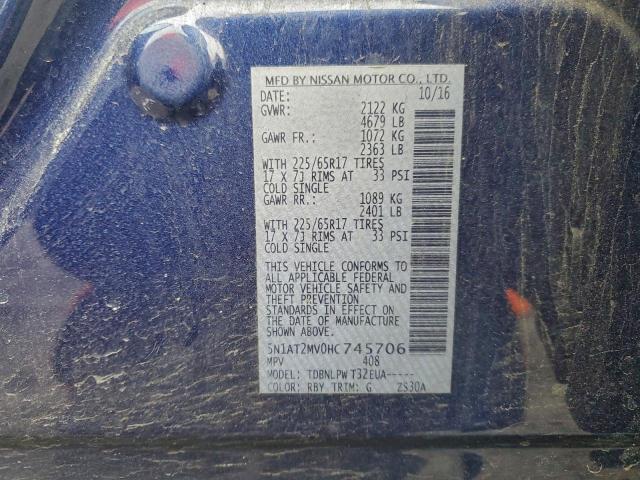 MFD BY NISSAN MOTOR CO., LTD.
DATE: 10/16
GVWR: 2122 KG
4679 LB
GAWR FR.: 1072 KG
2363 LB
WITH 225/65R17 TIRES
17 X 7J RIMS AT 33 PSI
COLD SINGLE
GAWR RR.: 1089 KG
2401 LB
WITH 225/65R17 TIRES
17 X 7J RIMS AT 33 PSI
COLD SINGLE
THIS VEHICLE CONFORMS TO
ALL APPLICABLE FEDERAL
MOTOR VEHICLE SAFETY AND
THEFT PREVENTION
STANDARDS IN EFFECT ON
THE DATE OF MANUFACTURE
SHOWN ABOVE.
5N1AT2MV0HC745706
MPV 408
MODEL: TDBNLPW T32EUA-----
COLOR: RBY TRIM: G ZS30A